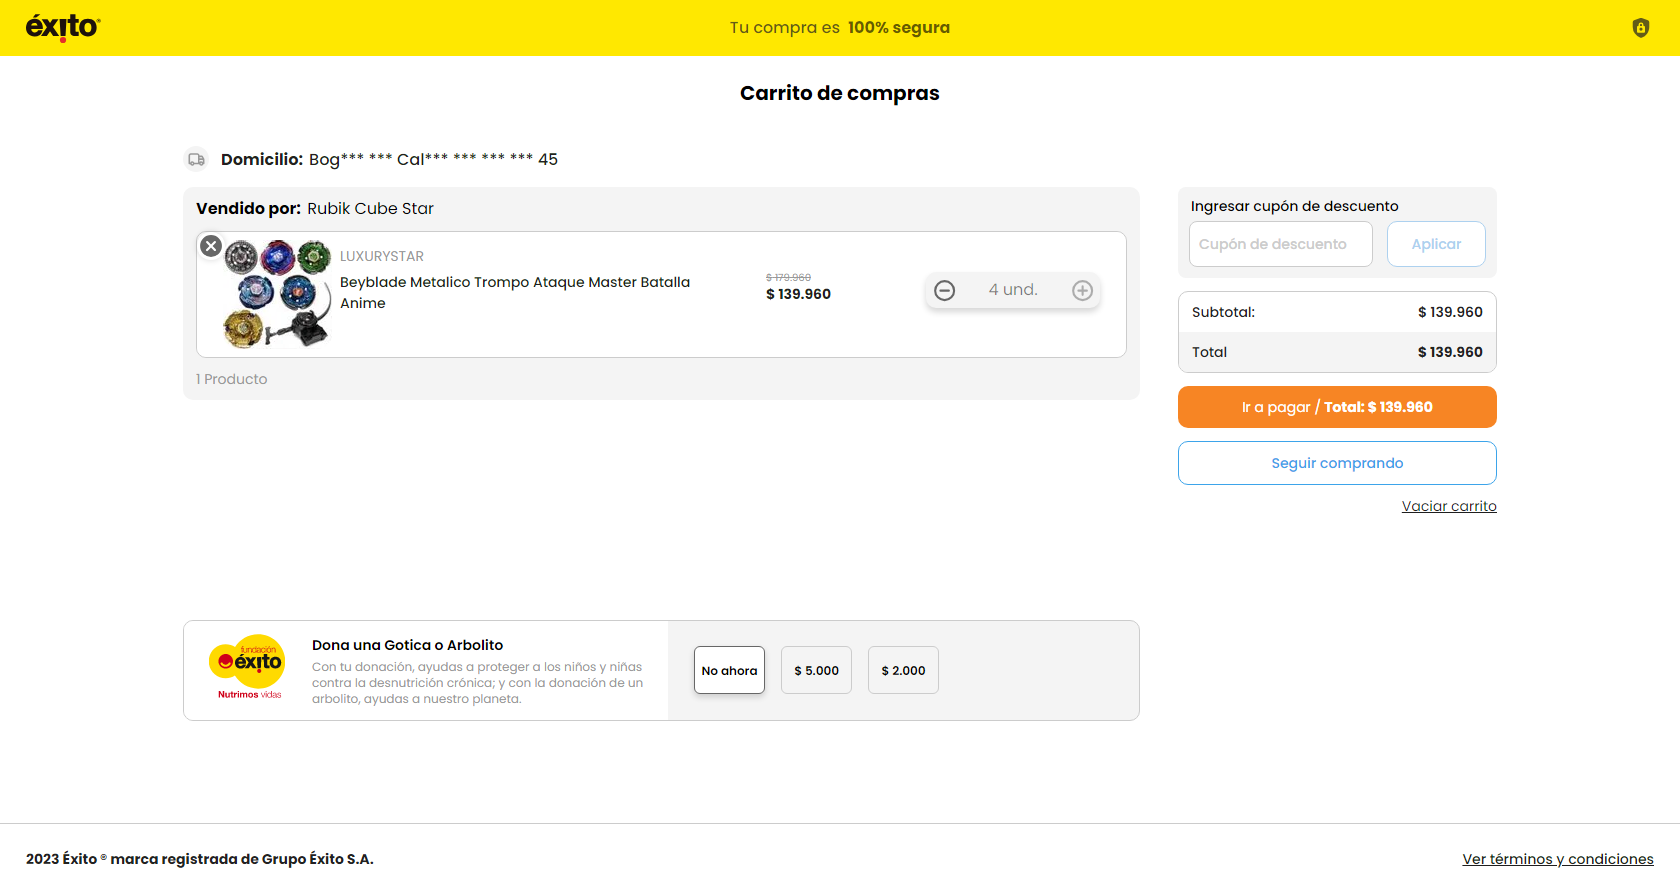 éxito®
Tu compra es 100% segura
Carrito de compras
Domicilio: Bog*** *** Cal*** *** *** *** 45
Vendido por: Rubik Cube Star
LUXURYSTAR
Beyblade Metalico Trompo Ataque Master Batalla
Anime
$ 179.960
$ 139.960
4 und.
1 Producto
Ingresar cupón de descuento
Cupón de descuento
Aplicar
Subtotal: $ 139.960
Total $ 139.960
Ir a pagar / Total: $ 139.960
Seguir comprando
Vaciar carrito
fundación
éxito
Nutrimos vidas
Dona una Gotica o Arbolito
Con tu donación, ayudas a proteger a los niños y niñas
contra la desnutrición crónica; y con la donación de un
arbolito, ayudas a nuestro planeta.
No ahora
$ 5.000
$ 2.000
2023 Éxito ® marca registrada de Grupo Éxito S.A.
Ver términos y condiciones